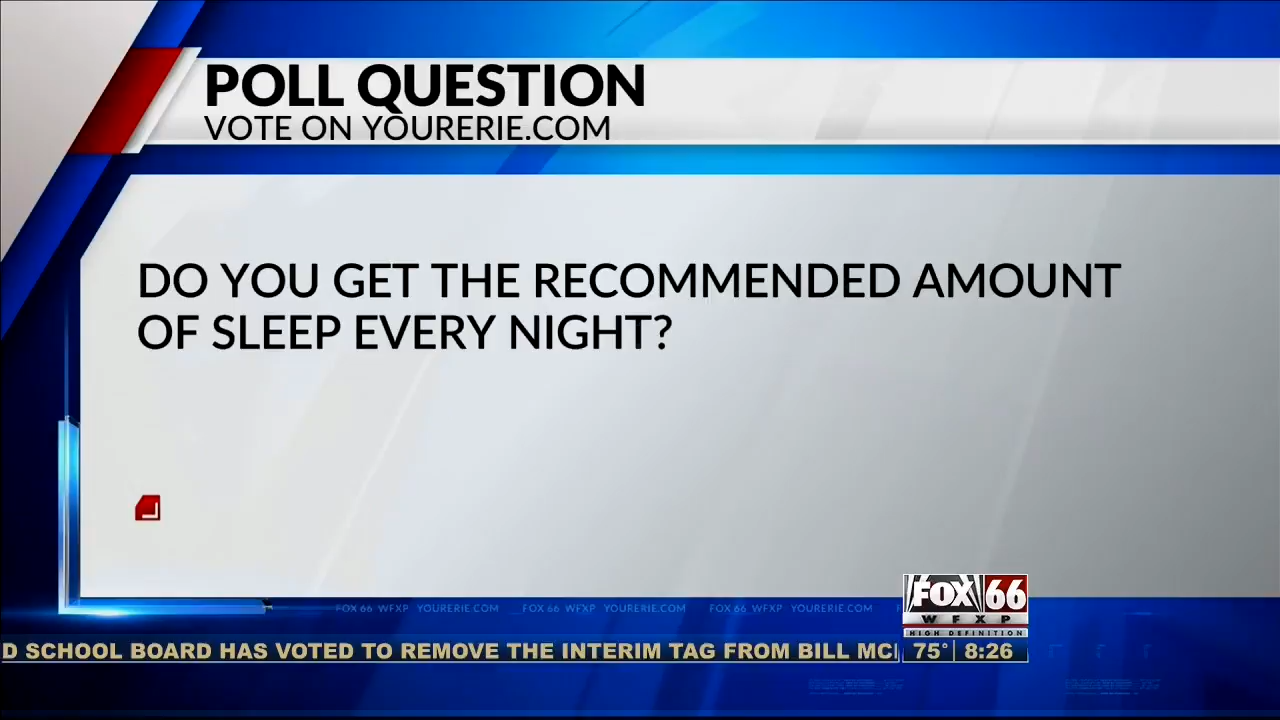 POLL QUESTION
VOTE ON YOURERIE.COM
DO YOU GET THE RECOMMENDED AMOUNT
OF SLEEP EVERY NIGHT?
FOX 66 WFXP YOURERIE.COM FOX 66 WFXP YOURERIE.COM FOX 66 WFXP YOURERIE.COM
FOX 66
WFXP
HIGH DEFINITION
D SCHOOL BOARD HAS VOTED TO REMOVE THE INTERIM TAG FROM BILL MC
75° 8:26